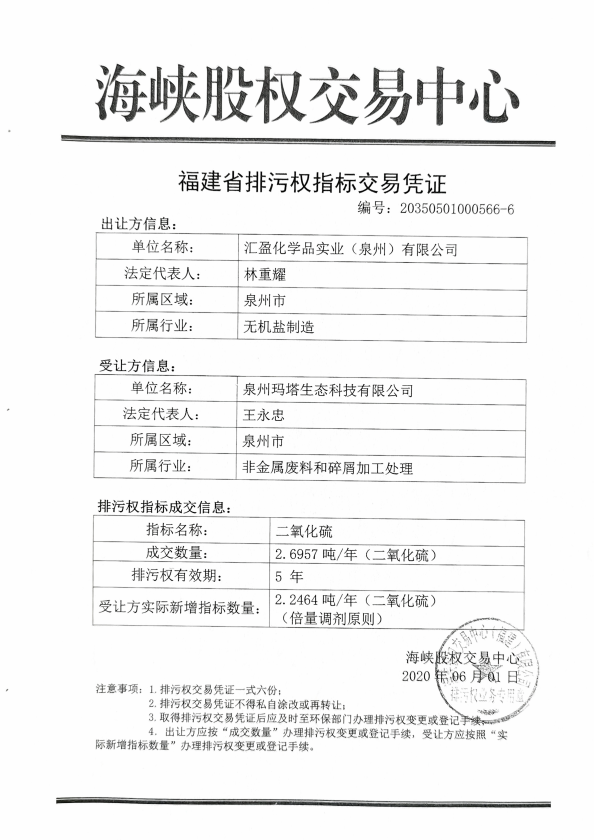 海峡股权交易中心
福建省排污权指标交易凭证
编号：20350501000566-6
出让方信息：
单位名称： 汇盈化学品实业（泉州）有限公司
法定代表人： 林重耀
所属区域： 泉州市
所属行业： 无机盐制造
受让方信息：
单位名称： 泉州玛塔生态科技有限公司
法定代表人： 王永忠
所属区域： 泉州市
所属行业： 非金属废料和碎屑加工处理
排污权指标成交信息：
指标名称： 二氧化硫
成交数量： 2.6957 吨/年（二氧化硫）
排污权有效期： 5 年
受让方实际新增指标数量： 2.2464 吨/年（二氧化硫）
（倍量调剂原则）
海峡股权交易中心
2020 年 06 月 01 日
排污权业务专用章
注意事项：1. 排污权交易凭证一式六份；
2. 排污权交易凭证不得私自涂改或再转让；
3. 取得排污权交易凭证后应及时至环保部门办理排污权变更或登记手续；
4. 出让方应按“成交数量”办理排污权变更或登记手续，受让方应按照“实
际新增指标数量”办理排污权变更或登记手续。